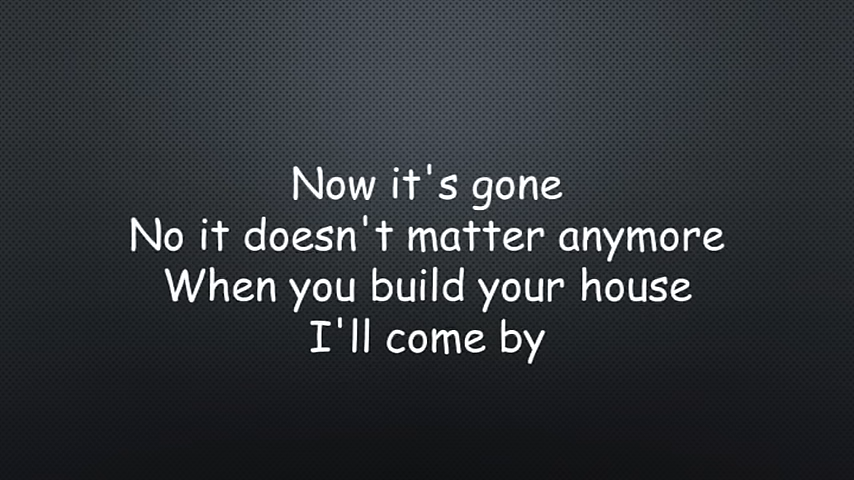 Now it's gone
No it doesn't matter anymore
When you build your house
I'll come by